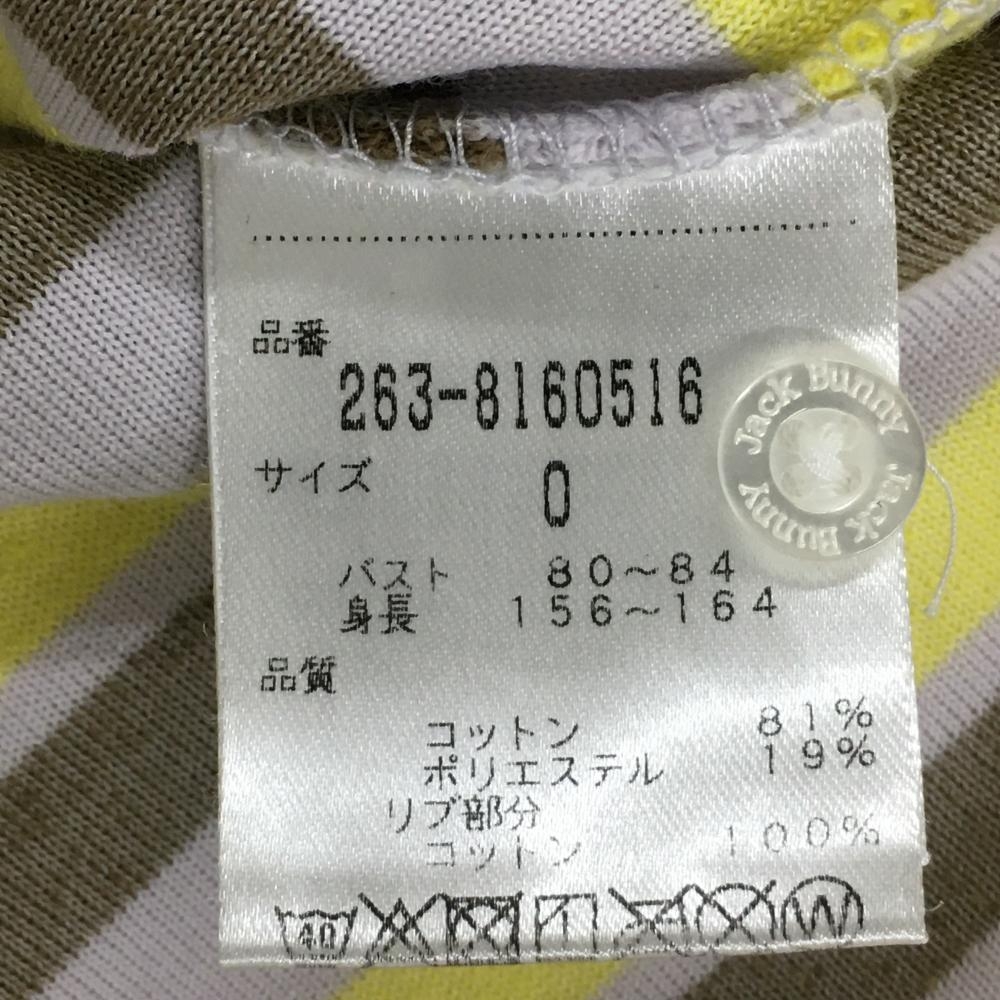 品番
263-8160516
サイズ 0
バスト 80~84
身長 156~164
品質
コットン 81%
ポリエステル 19%
リブ部分
コットン 100%
40 W
Jack Bunny
Jack Bunny